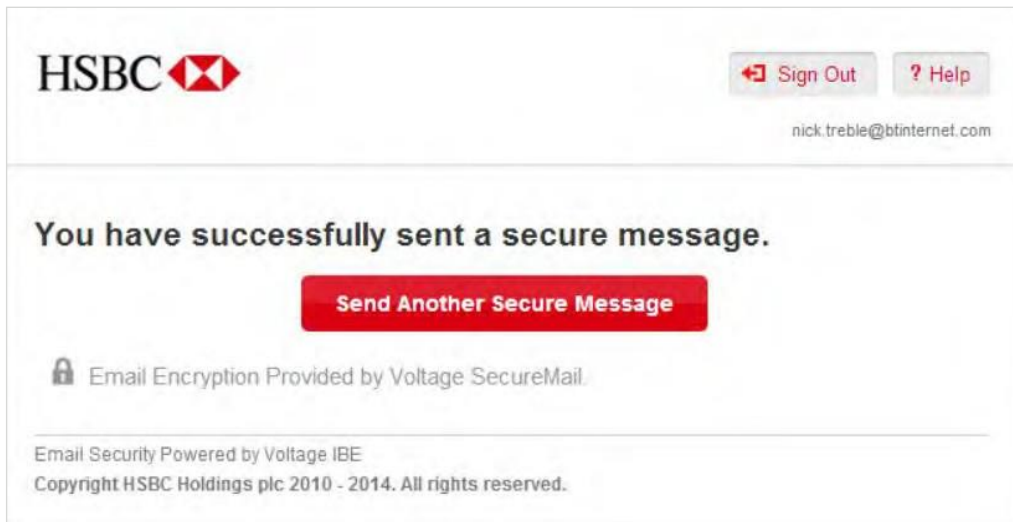 HSBC
Sign Out
? Help
nick.treble@btinternet.com
You have successfully sent a secure message.
Send Another Secure Message
Email Encryption Provided by Voltage SecureMail.
Email Security Powered by Voltage IBE
Copyright HSBC Holdings plc 2010 - 2014. All rights reserved.